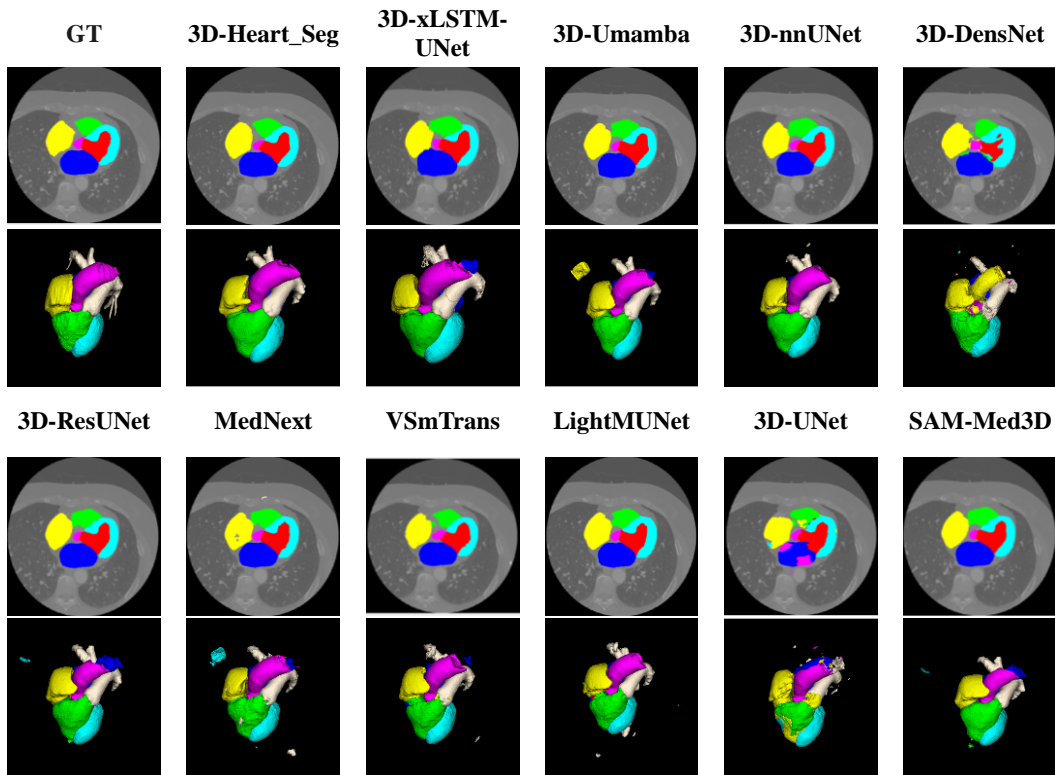 GT
3D-Heart_Seg
3D-xLSTM-
UNet
3D-Umamba
3D-nnUNet
3D-DensNet
3D-ResUNet
MedNext
VSmTrans
LightMUNet
3D-UNet
SAM-Med3D